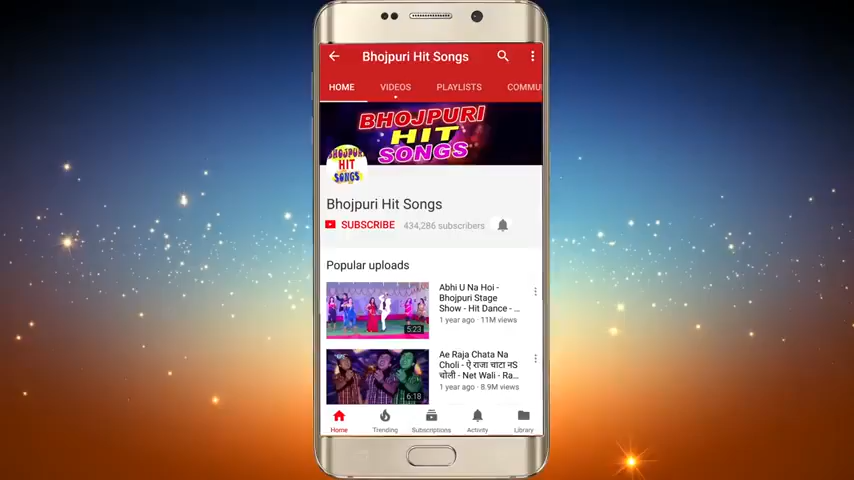 Bhojpuri Hit Songs
HOME VIDEOS PLAYLISTS COMMU
BHOJPURI
HIT
SONGS
BHOJPURI
HIT
SONGS
Bhojpuri Hit Songs
SUBSCRIBE 434,286 subscribers
Popular uploads
Abhi U Na Hoi -
Bhojpuri Stage
Show - Hit Dance - ...
1 year ago · 11M views
5:23
Ae Raja Chata Na
Choli - ऐ राजा चाटा नS
चोली - Net Wali - Ra...
1 year ago · 8.9M views
6:18
Home Trending Subscriptions Activity Library